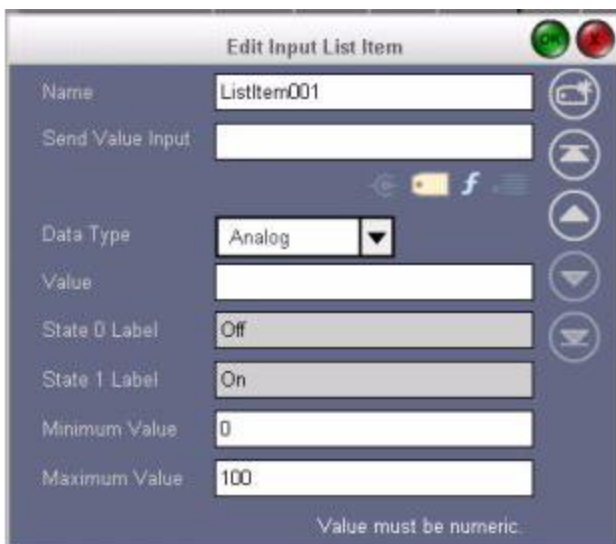 Edit Input List Item
OK X
Name ListItem001
Send Value Input
f
Data Type Analog
Value
State 0 Label Off
State 1 Label On
Minimum Value 0
Maximum Value 100
Value must be numeric.